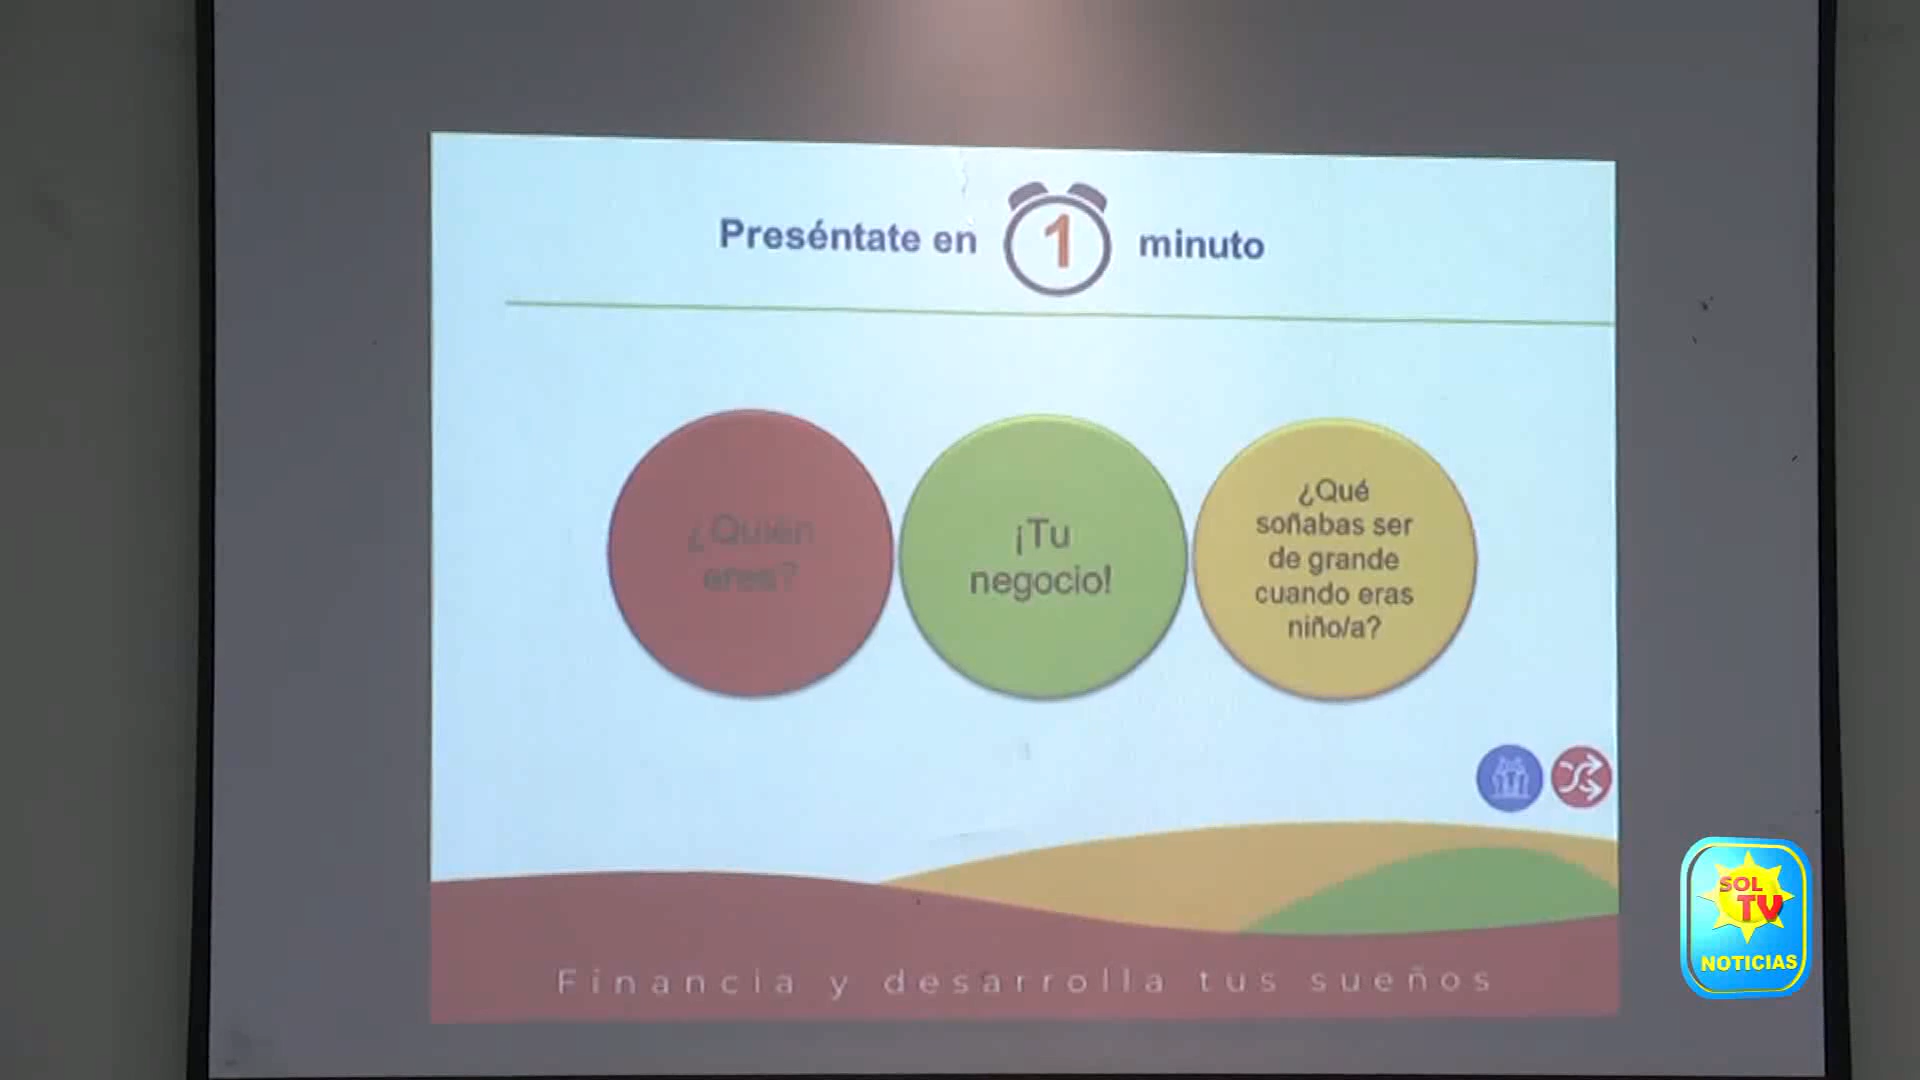 Preséntate en 1 minuto
¿Quién
eres?
¡Tu
negocio!
¿Qué
soñabas ser
de grande
cuando eras
niño/a?
Financia y desarrolla tus sueños
SOL
TV
NOTICIAS